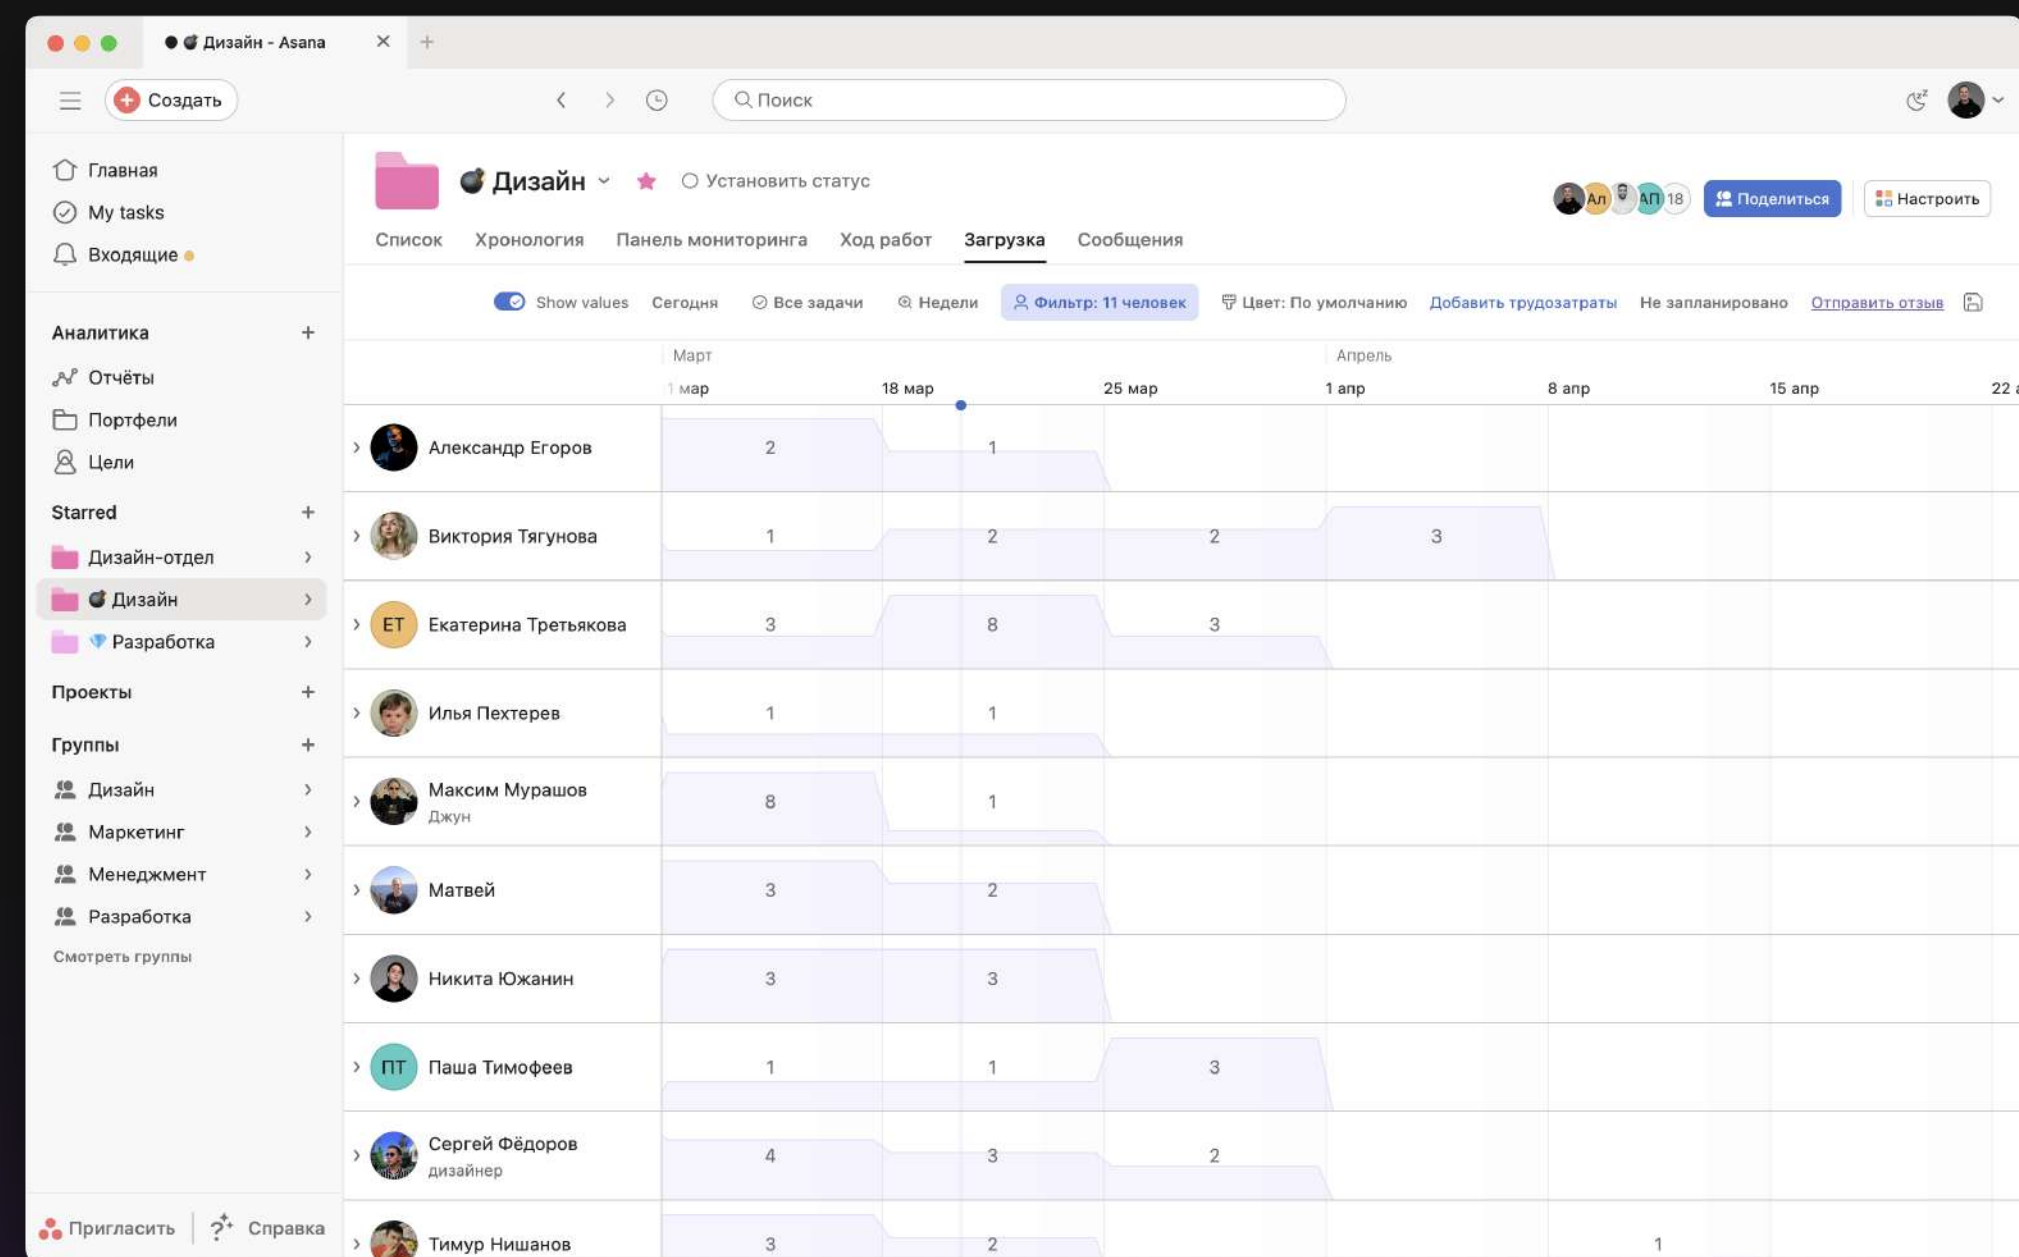 Дизайн - Asana
Создать
Поиск
Главная
My tasks
Входящие
Аналитика
Отчёты
Портфели
Цели
Starred
Дизайн-отдел
Дизайн
Разработка
Проекты
Группы
Дизайн
Маркетинг
Менеджмент
Разработка
Смотреть группы
Пригласить
Справка
Дизайн
Установить статус
Ал АП 18
Поделиться
Настроить
Список Хронология Панель мониторинга Ход работ Загрузка Сообщения
Show values Сегодня Все задачи Недели Фильтр: 11 человек Цвет: По умолчанию Добавить трудозатраты Не запланировано Отправить отзыв
Март Апрель
1 мар 18 мар 25 мар 1 апр 8 апр 15 апр 22
Александр Егоров 2 1
Виктория Тягунова 1 2 2 3
ЕТ Екатерина Третьякова 3 8 3
Илья Пехтерев 1 1
Максим Мурашов 8 1
Джун
Матвей 3 2
Никита Южанин 3 3
ПТ Паша Тимофеев 1 1 3
Сергей Фёдоров 4 3 2
дизайнер
Тимур Нишанов 3 2 1